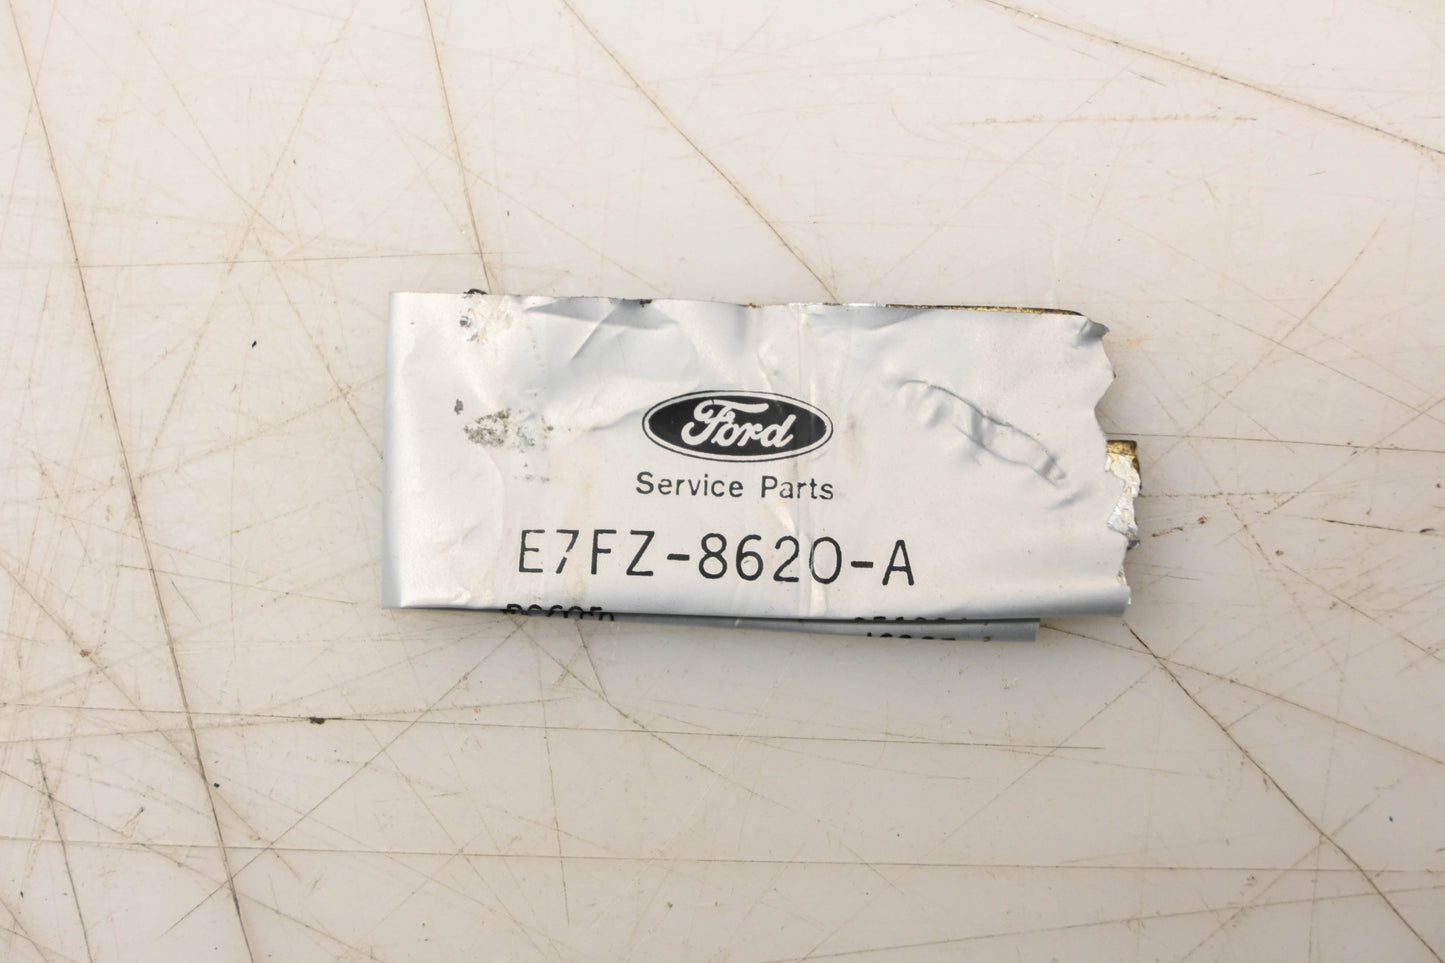 Ford
Service Parts
E7FZ-8620-A